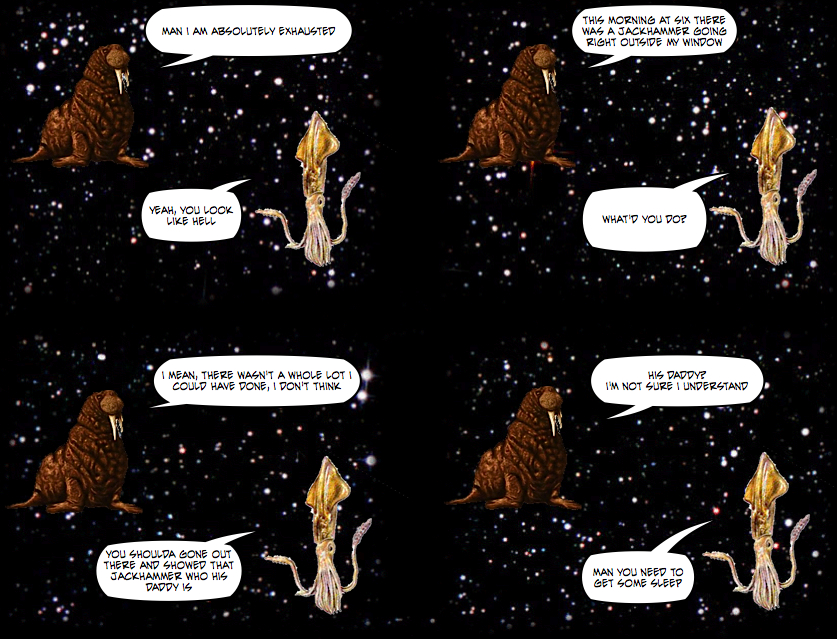 MAN I AM ABSOLUTELY EXHAUSTED
YEAH, YOU LOOK
LIKE HELL
THIS MORNING AT SIX THERE
WAS A JACKHAMMER GOING
RIGHT OUTSIDE MY WINDOW
WHAT'D YOU DO?
I MEAN, THERE WASN'T A WHOLE LOT I
COULD HAVE DONE, I DON'T THINK
YOU SHOULDA GONE OUT
THERE AND SHOWED THAT
JACKHAMMER WHO HIS
DADDY IS
HIS DADDY?
I'M NOT SURE I UNDERSTAND
MAN YOU NEED TO
GET SOME SLEEP